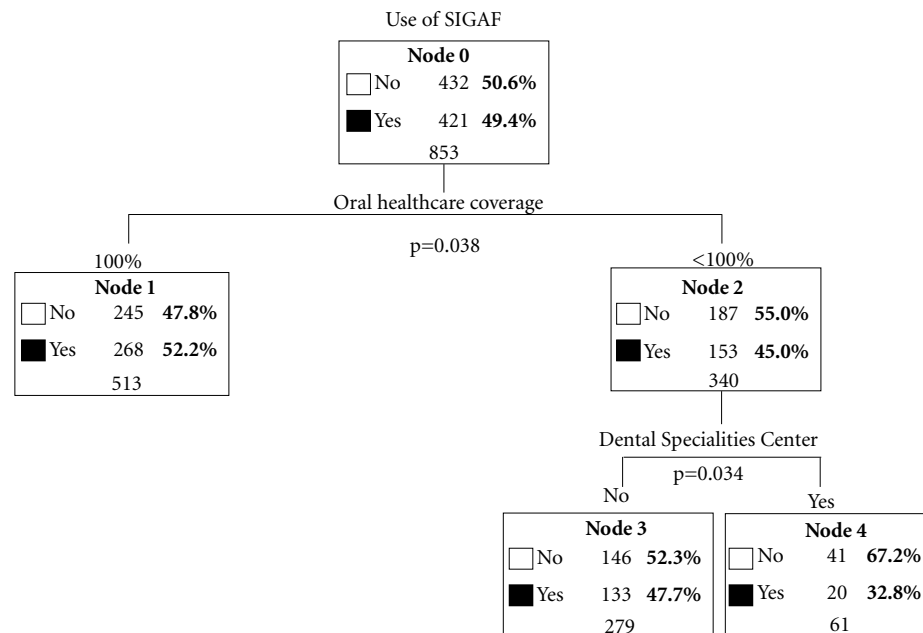 Use of SIGAF
Node 0
No 432 50.6%
Yes 421 49.4%
853
Oral healthcare coverage
p=0.038
100%
Node 1
No 245 47.8%
Yes 268 52.2%
513
<100%
Node 2
No 187 55.0%
Yes 153 45.0%
340
Dental Specialities Center
p=0.034
No
Node 3
No 146 52.3%
Yes 133 47.7%
279
Yes
Node 4
No 41 67.2%
Yes 20 32.8%
61